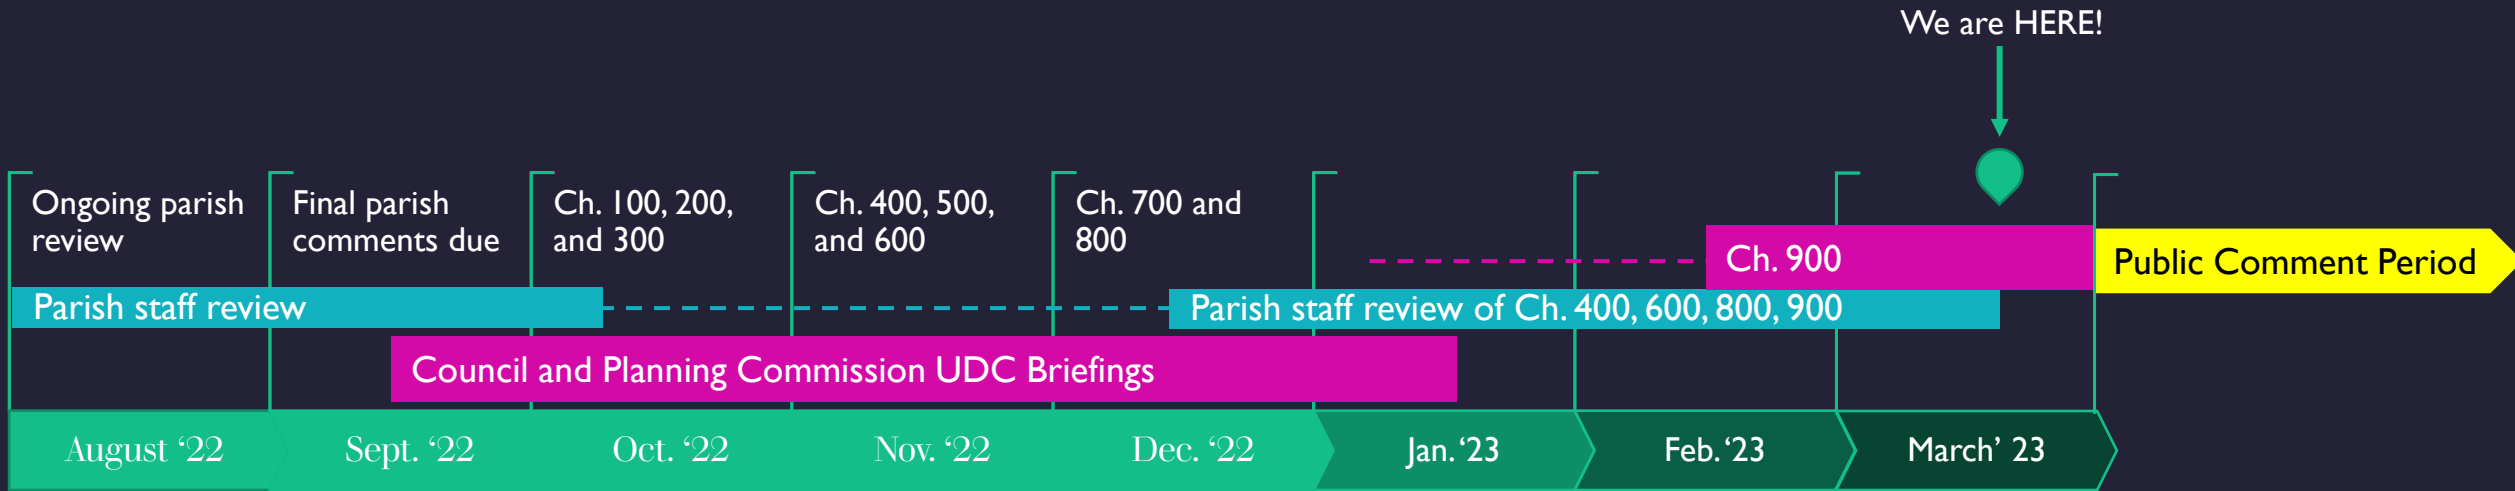 We are HERE!
Ongoing parish
review
Final parish
comments due
Ch. 100, 200,
and 300
Ch. 400, 500,
and 600
Ch. 700 and
800
Ch. 900
Public Comment Period
Parish staff review
Parish staff review of Ch. 400, 600, 800, 900
Council and Planning Commission UDC Briefings
August ‘22
Sept. ‘22
Oct. ‘22
Nov. ‘22
Dec. ‘22
Jan. ‘23
Feb. ‘23
March’ 23